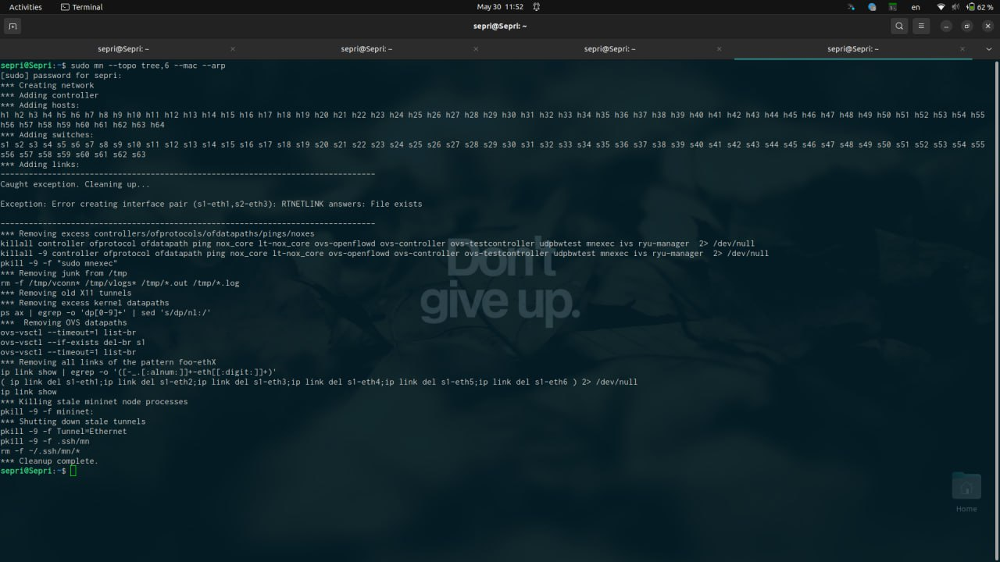 Activities Terminal May 30 11:52 en 62 %
sepri@Sepri: ~
sepri@Sepri: ~ sepri@Sepri: ~ sepri@Sepri: ~ sepri@Sepri: ~
sepri@Sepri:~$ sudo mn --topo tree,6 --mac --arp
[sudo] password for sepri:
*** Creating network
*** Adding controller
*** Adding hosts:
h1 h2 h3 h4 h5 h6 h7 h8 h9 h10 h11 h12 h13 h14 h15 h16 h17 h18 h19 h20 h21 h22 h23 h24 h25 h26 h27 h28 h29 h30 h31 h32 h33 h34 h35 h36 h37 h38 h39 h40 h41 h42 h43 h44 h45 h46 h47 h48 h49 h50 h51 h52 h53 h54 h55
h56 h57 h58 h59 h60 h61 h62 h63 h64
*** Adding switches:
s1 s2 s3 s4 s5 s6 s7 s8 s9 s10 s11 s12 s13 s14 s15 s16 s17 s18 s19 s20 s21 s22 s23 s24 s25 s26 s27 s28 s29 s30 s31 s32 s33 s34 s35 s36 s37 s38 s39 s40 s41 s42 s43 s44 s45 s46 s47 s48 s49 s50 s51 s52 s53 s54 s55
s56 s57 s58 s59 s60 s61 s62 s63
*** Adding links:
--------------------------------------------------------------------------------
Caught exception. Cleaning up...
Exception: Error creating interface pair (s1-eth1,s2-eth3): RTNETLINK answers: File exists
--------------------------------------------------------------------------------
*** Removing excess controllers/ofprotocols/ofdatapaths/pings/noxes
killall controller ofprotocol ofdatapath ping nox_core lt-nox_core ovs-openflowd ovs-controller ovs-testcontroller udpbwtest mnexec ivs ryu-manager  2> /dev/null
killall -9 controller ofprotocol ofdatapath ping nox_core lt-nox_core ovs-openflowd ovs-controller ovs-testcontroller udpbwtest mnexec ivs ryu-manager  2> /dev/null
pkill -9 -f "sudo mnexec"
*** Removing junk from /tmp
rm -f /tmp/vconn* /tmp/vlogs* /tmp/*.out /tmp/*.log
*** Removing old X11 tunnels
*** Removing excess kernel datapaths
ps ax | egrep -o 'dp[0-9]+' | sed 's/dp/nl:/'
***  Removing OVS datapaths
ovs-vsctl --timeout=1 list-br
ovs-vsctl --if-exists del-br s1
ovs-vsctl --timeout=1 list-br
*** Removing all links of the pattern foo-ethX
ip link show | egrep -o '([-_.[:alnum:]]+-eth[[:digit:]]+)'
( ip link del s1-eth1;ip link del s1-eth2;ip link del s1-eth3;ip link del s1-eth4;ip link del s1-eth5;ip link del s1-eth6 ) 2> /dev/null
ip link show
*** Killing stale mininet node processes
pkill -9 -f mininet:
*** Shutting down stale tunnels
pkill -9 -f Tunnel=Ethernet
pkill -9 -f .ssh/mn
rm -f ~/.ssh/mn/*
*** Cleanup complete.
sepri@Sepri:~$
Don't
give up.
Home